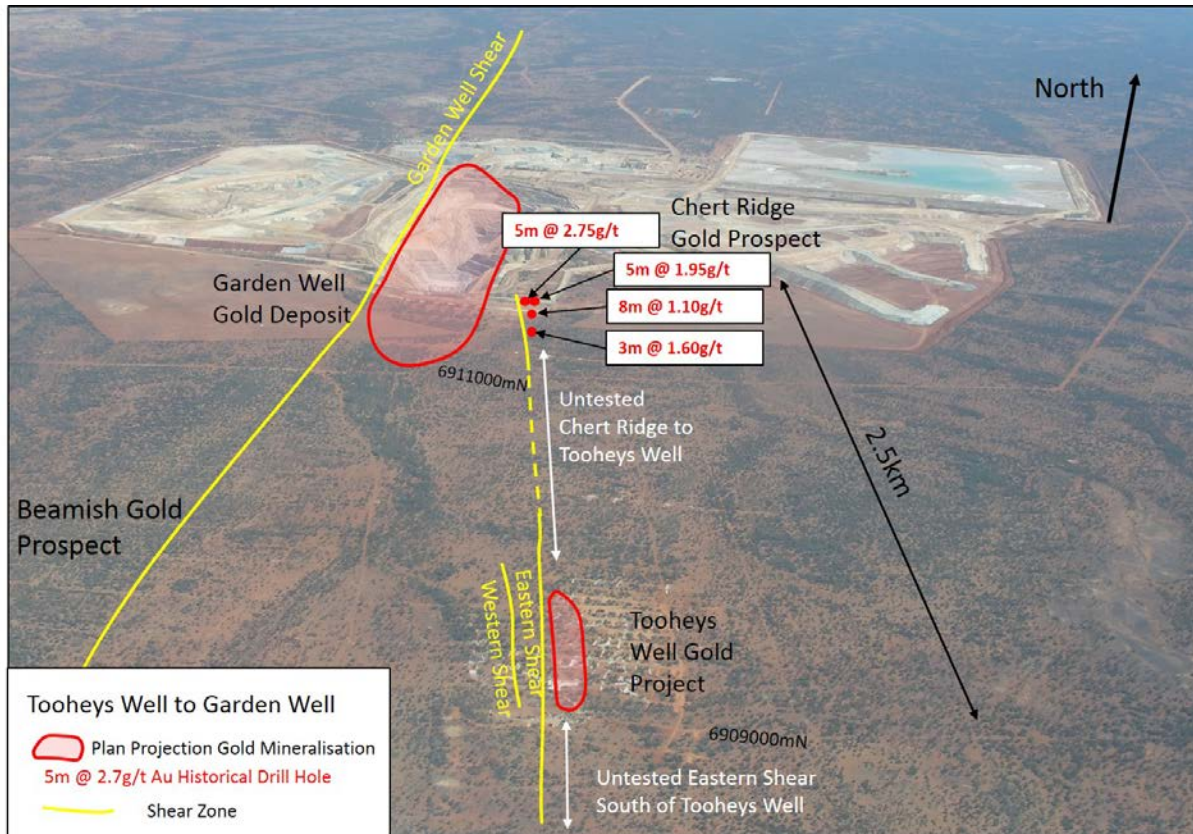 Garden Well Shear
North
5m @ 2.75g/t
Chert Ridge
Gold Prospect
5m @ 1.95g/t
8m @ 1.10g/t
3m @ 1.60g/t
Garden Well
Gold Deposit
6911000mN
Untested
Chert Ridge to
Tooheys Well
2.5km
Beamish Gold
Prospect
Western Shear
Eastern Shear
Tooheys
Well Gold
Project
6909000mN
Untested Eastern Shear
South of Tooheys Well
Tooheys Well to Garden Well
Plan Projection Gold Mineralisation
5m @ 2.7g/t Au Historical Drill Hole
Shear Zone